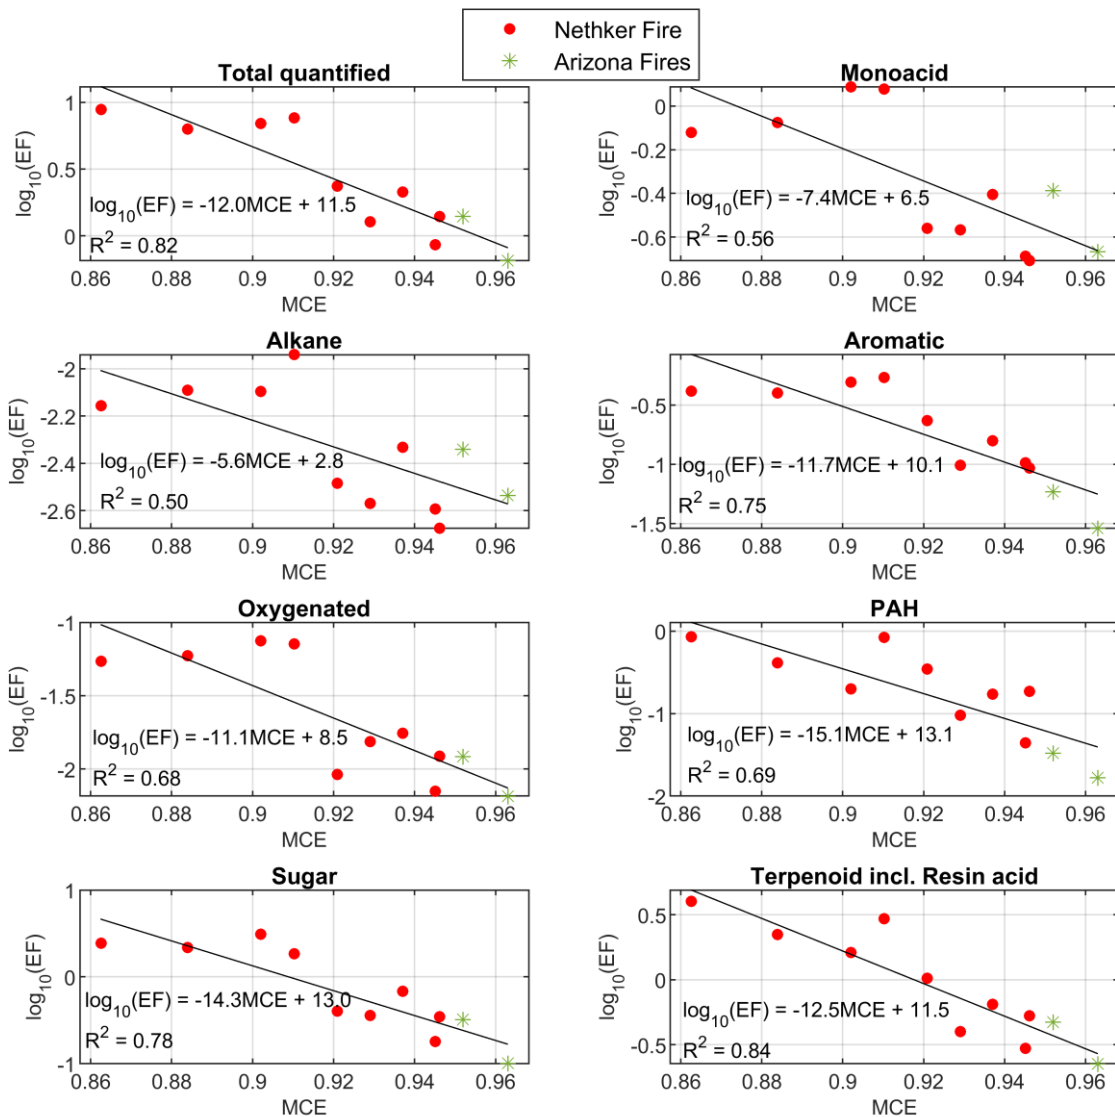 Nethker Fire
Arizona Fires
Total quantified
1
0.5
0
log10(EF)
log10(EF) = -12.0MCE + 11.5
R2 = 0.82
0.86 0.88 0.9 0.92 0.94 0.96
MCE
Monoacid
0
-0.2
-0.4
-0.6
log10(EF)
log10(EF) = -7.4MCE + 6.5
R2 = 0.56
0.86 0.88 0.9 0.92 0.94 0.96
MCE
Alkane
-2
-2.2
-2.4
-2.6
log10(EF)
log10(EF) = -5.6MCE + 2.8
R2 = 0.50
0.86 0.88 0.9 0.92 0.94 0.96
MCE
Aromatic
-0.5
-1.0
-1.5
log10(EF)
log10(EF) = -11.7MCE + 10.1
R2 = 0.75
0.86 0.88 0.9 0.92 0.94 0.96
MCE
Oxygenated
-1
-1.5
-2
log10(EF)
log10(EF) = -11.1MCE + 8.5
R2 = 0.68
0.86 0.88 0.9 0.92 0.94 0.96
MCE
PAH
0
-1
-2
log10(EF)
log10(EF) = -15.1MCE + 13.1
R2 = 0.69
0.86 0.88 0.9 0.92 0.94 0.96
MCE
Sugar
1
0
-1
log10(EF)
log10(EF) = -14.3MCE + 13.0
R2 = 0.78
0.86 0.88 0.9 0.92 0.94 0.96
MCE
Terpenoid incl. Resin acid
0.5
0
-0.5
log10(EF)
log10(EF) = -12.5MCE + 11.5
R2 = 0.84
0.86 0.88 0.9 0.92 0.94 0.96
MCE